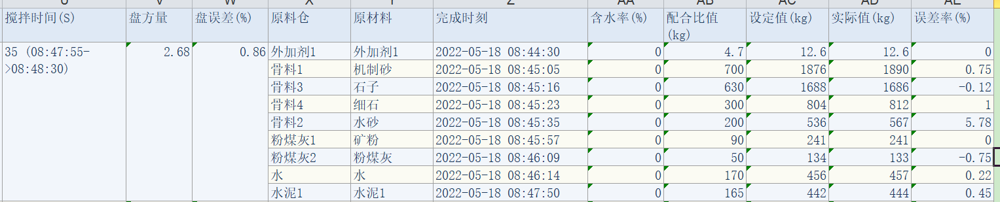 U V W X Y Z AA AB AC AD AE
搅拌时间(S) 盘方量 盘误差(%) 原料仓 原材料 完成时刻 含水率(%) 配合比值 设定值(kg) 实际值(kg) 误差率(%)
(kg)
35 (08:47:55- 2.68 0.86 外加剂1 外加剂1 2022-05-18 08:44:30 0 4.7 12.6 12.6 0
>08:48:30) 骨料1 机制砂 2022-05-18 08:45:05 0 700 1876 1890 0.75
骨料3 石子 2022-05-18 08:45:16 0 630 1688 1686 -0.12
骨料4 细石 2022-05-18 08:45:23 0 300 804 812 1
骨料2 水砂 2022-05-18 08:45:35 0 200 536 567 5.78
粉煤灰1 矿粉 2022-05-18 08:45:57 0 90 241 241 0
粉煤灰2 粉煤灰 2022-05-18 08:46:09 0 50 134 133 -0.75
水 水 2022-05-18 08:46:14 0 170 456 457 0.22
水泥1 水泥1 2022-05-18 08:47:50 0 165 442 444 0.45